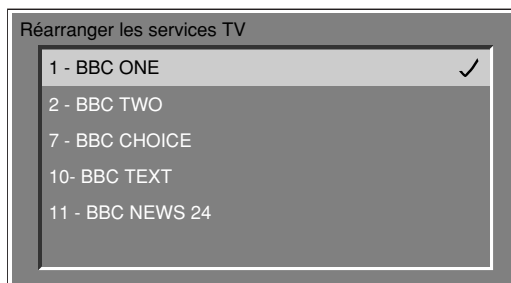 Réarranger les services TV
1 - BBC ONE
2 - BBC TWO
7 - BBC CHOICE
10- BBC TEXT
11 - BBC NEWS 24